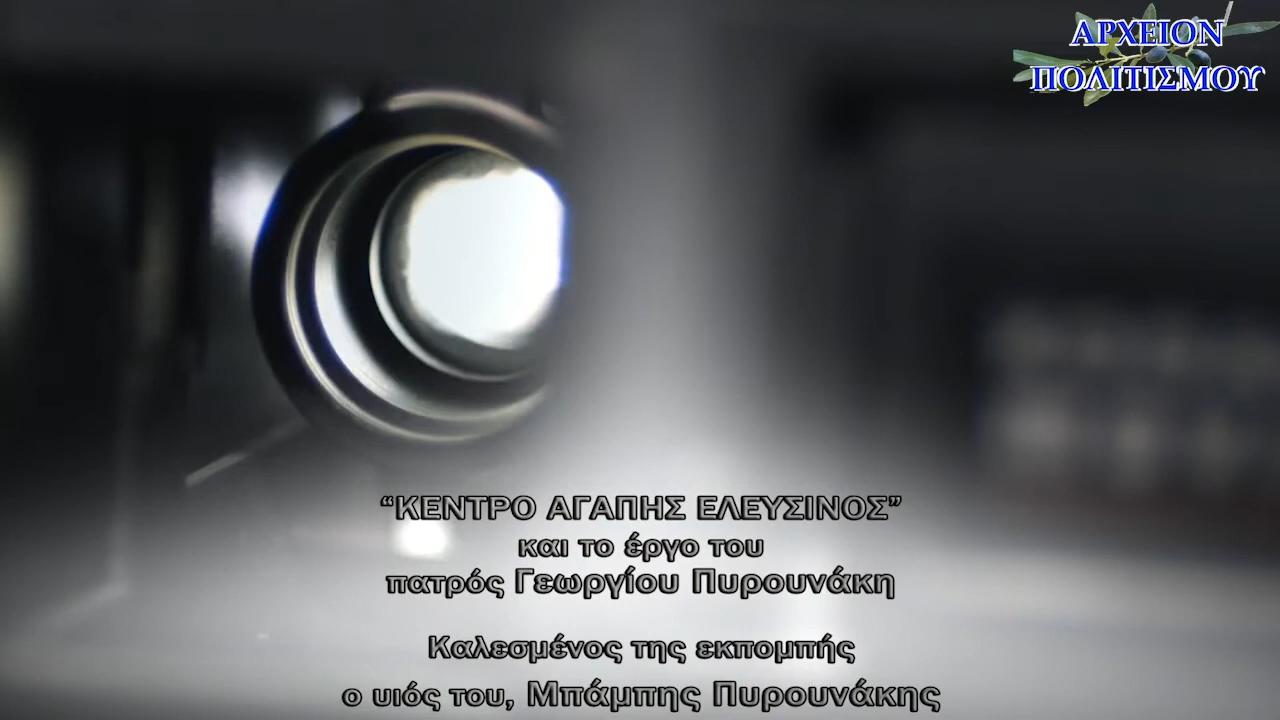 ΑΡΧΕΙΟΝ
ΠΟΛΙΤΙΣΜΟΥ
“ΚΕΝΤΡΟ ΑΓΑΠΗΣ ΕΛΕΥΣΙΝΟΣ”
και το έργο του
πατρός Γεωργίου Πυρουνάκη
Καλεσμένος της εκπομπής
ο υιός του, Μπάμπης Πυρουνάκης